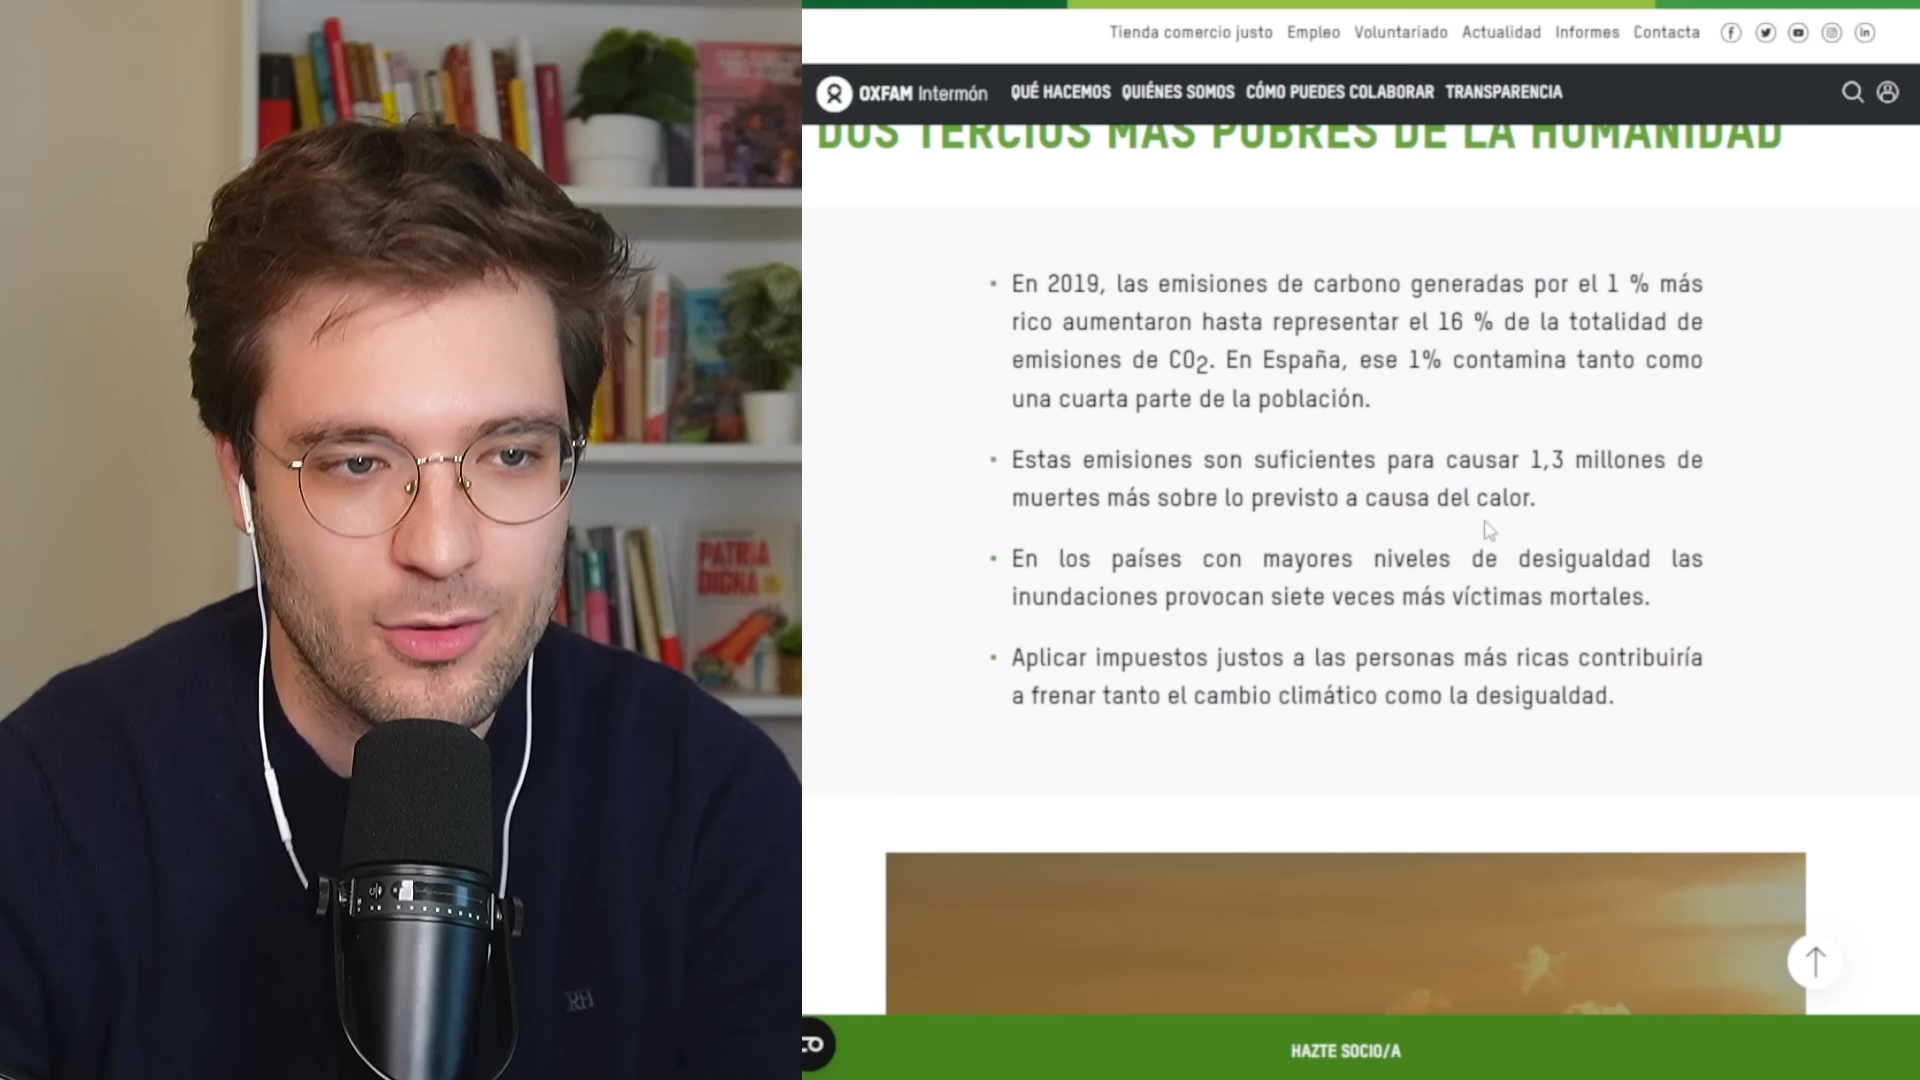 Tienda comercio justo Empleo Voluntariado Actualidad Informes Contacta
OXFAM Intermón QUÉ HACEMOS QUIÉNES SOMOS CÓMO PUEDES COLABORAR TRANSPARENCIA
DOS TERCIOS MÁS POBRES DE LA HUMANIDAD
• En 2019, las emisiones de carbono generadas por el 1 % más
rico aumentaron hasta representar el 16 % de la totalidad de
emisiones de CO₂. En España, ese 1% contamina tanto como
una cuarta parte de la población.
• Estas emisiones son suficientes para causar 1,3 millones de
muertes más sobre lo previsto a causa del calor.
• En los países con mayores niveles de desigualdad las
inundaciones provocan siete veces más víctimas mortales.
• Aplicar impuestos justos a las personas más ricas contribuiría
a frenar tanto el cambio climático como la desigualdad.
HAZTE SOCIO/A
PATRIA
DIGNA
RH